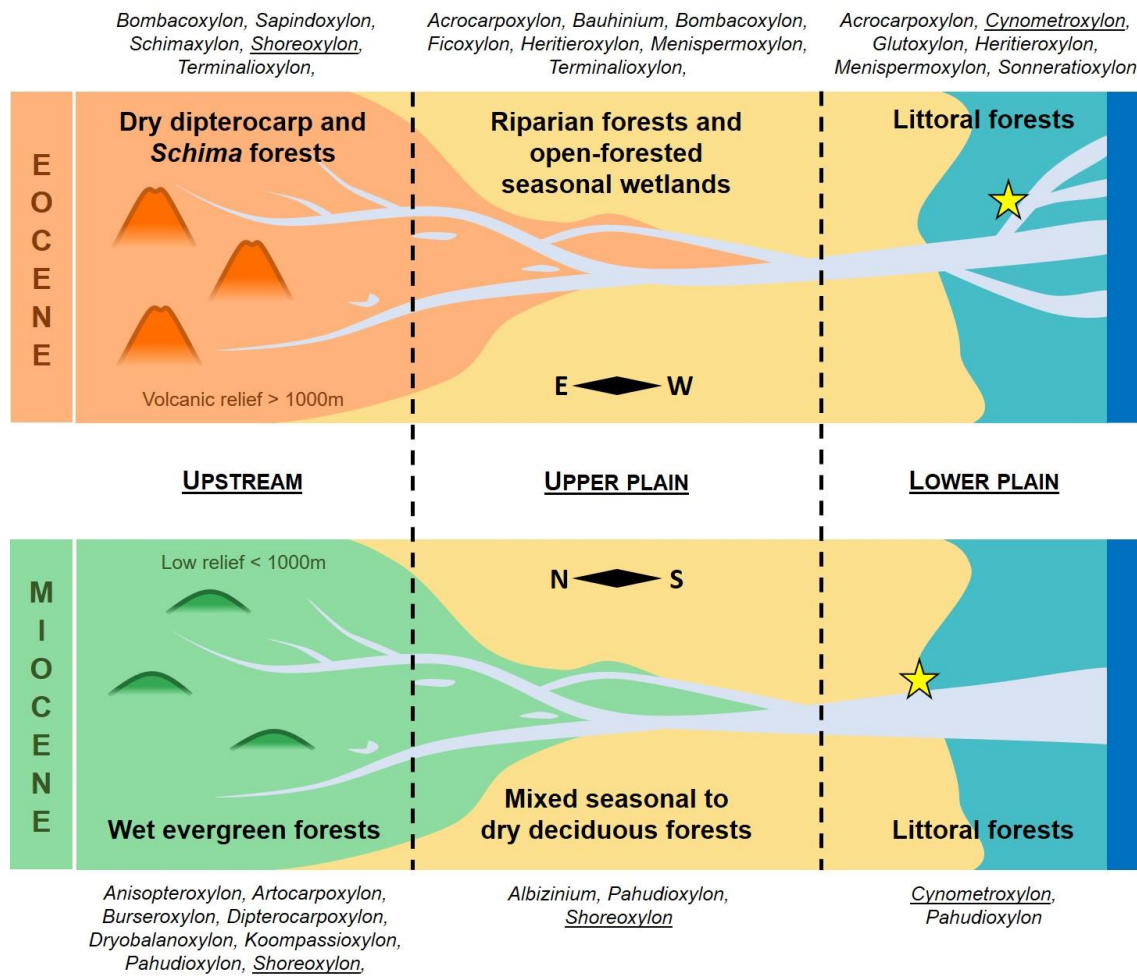 Bombacoxylon, Sapindoxylon,
Schimaxylon, Shoreoxylon,
Terminalioxylon,
Acrocarpoxylon, Bauhinium, Bombacoxylon,
Ficoxylon, Heritieroxylon, Menispermoxylon,
Terminalioxylon,
Acrocarpoxylon, Cynometroxylon,
Glutoxylon, Heritieroxylon,
Menispermoxylon, Sonneratioxylon
EOCENE
Dry dipterocarp and
Schima forests
Riparian forests and
open-forested
seasonal wetlands
Littoral forests
Volcanic relief > 1000m
E W
UPSTREAM
UPPER PLAIN
LOWER PLAIN
MIOCENE
Low relief < 1000m
N S
Wet evergreen forests
Mixed seasonal to
dry deciduous forests
Littoral forests
Anisopteroxylon, Artocarpoxylon,
Burseroxylon, Dipterocarpoxylon,
Dryobalanoxylon, Koompassioxylon,
Pahudioxylon, Shoreoxylon,
Albizinium, Pahudioxylon,
Shoreoxylon
Cynometroxylon,
Pahudioxylon